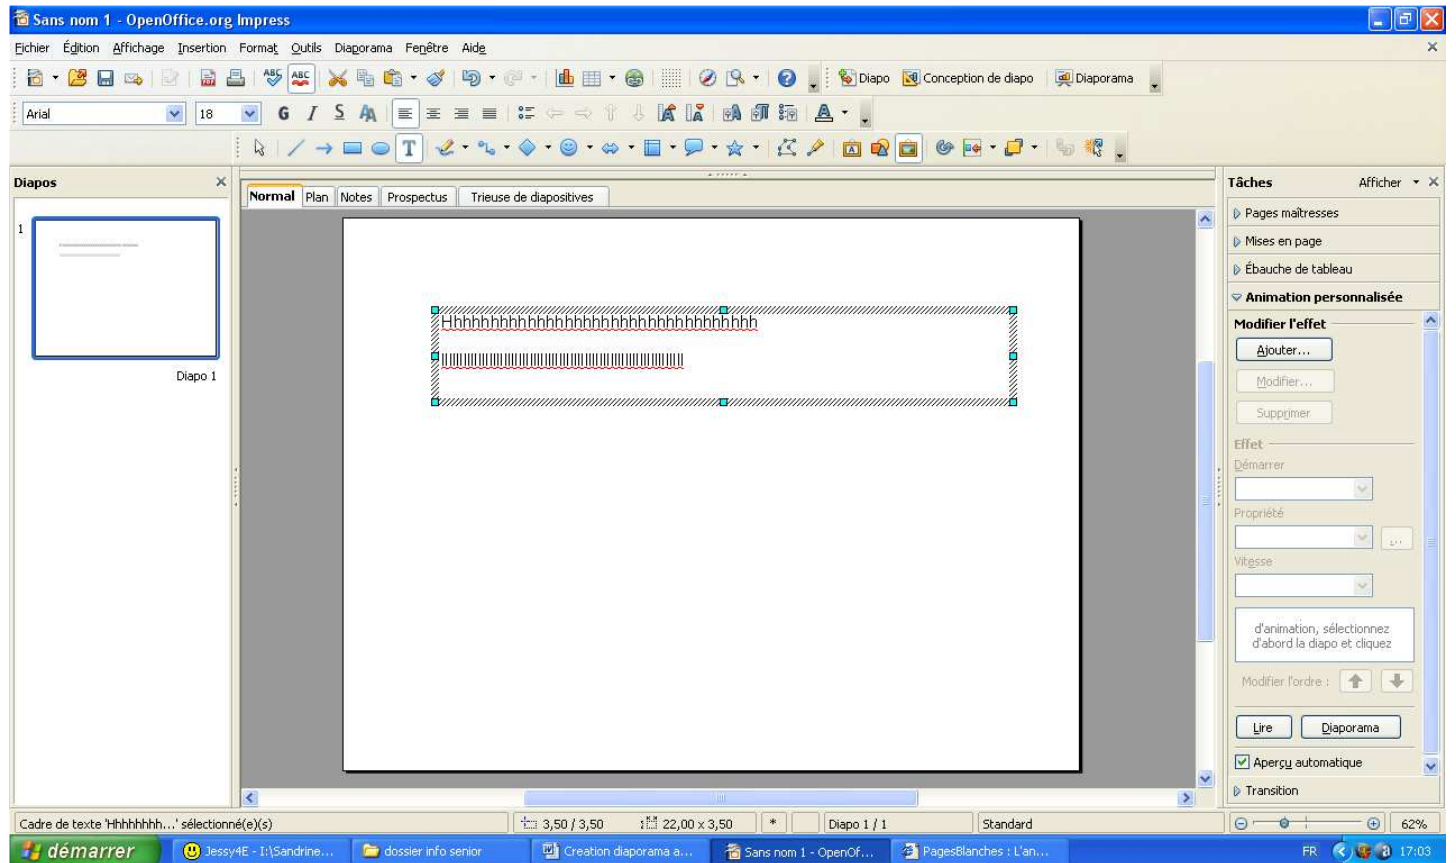 Sans nom 1 - OpenOffice.org Impress
Fichier Édition Affichage Insertion Format Outils Diaporama Fenêtre Aide
Diapo Conception de diapo Diaporama
Arial 18 G I S
Diapos
Normal Plan Notes Prospectus Trieuse de diapositives
Tâches Afficher
1
Diapo 1
Pages maîtresses
Mises en page
Ébauche de tableau
Animation personnalisée
Modifier l'effet
Ajouter...
Modifier...
Supprimer
Effet
Démarrer
Propriété
Vitesse
d'animation, sélectionnez
d'abord la diapo et cliquez
Modifier l'ordre :
Lire Diaporama
Aperçu automatique
Transition
Cadre de texte 'Hhhhhhhh...' sélectionné(e)(s) 3,50 / 3,50 22,00 x 3,50 * Diapo 1 / 1 Standard 62%
démarrer Jessy4E - I:\Sandrine... dossier info senior Creation diaporama a... Sans nom 1 - OpenOf... PagesBlanches : L'an... FR 17:03